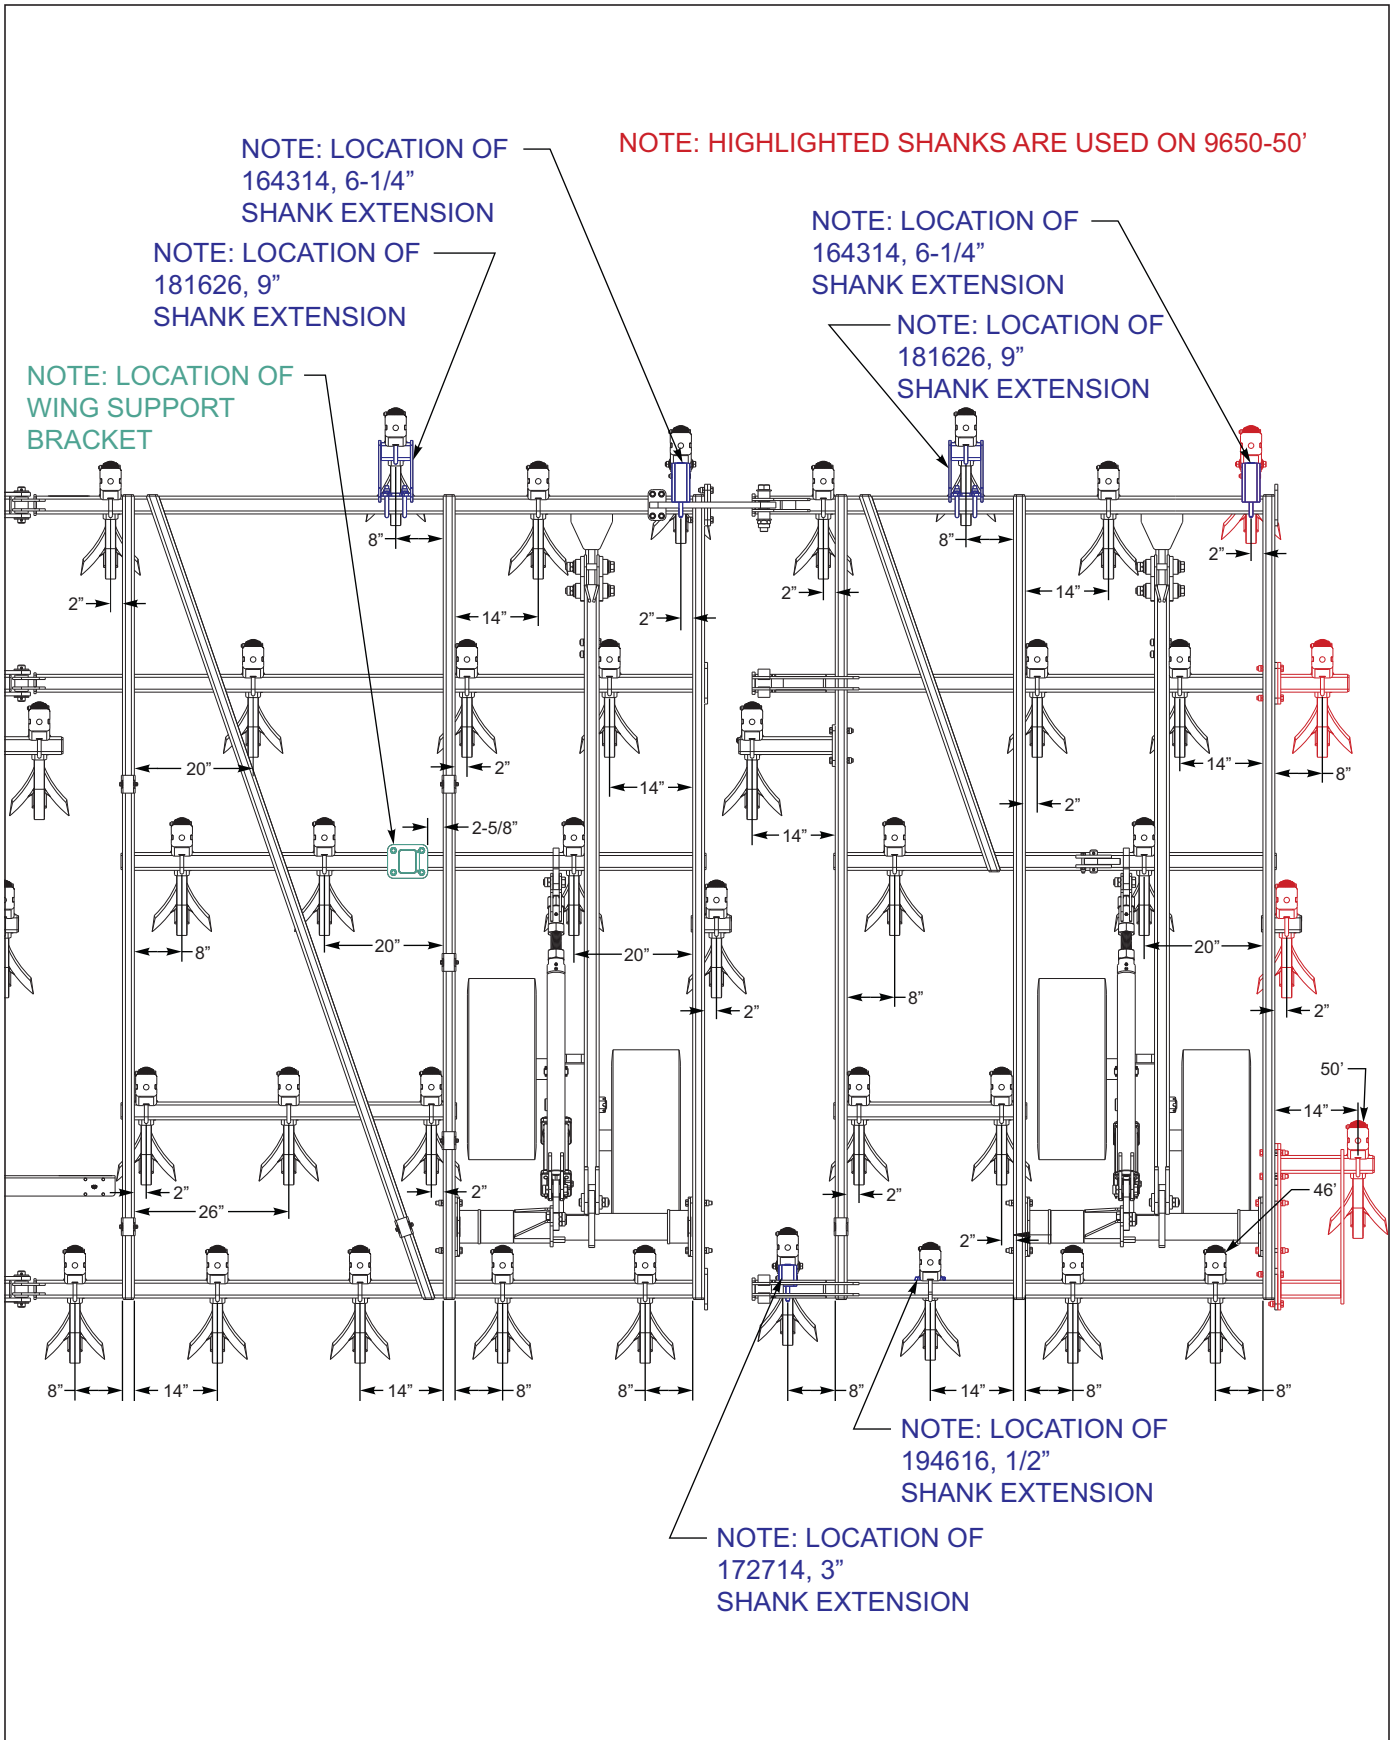 NOTE: LOCATION OF
164314, 6-1/4”
SHANK EXTENSION
NOTE: HIGHLIGHTED SHANKS ARE USED ON 9650-50’
NOTE: LOCATION OF
181626, 9”
SHANK EXTENSION
NOTE: LOCATION OF
164314, 6-1/4”
SHANK EXTENSION
NOTE: LOCATION OF
181626, 9”
SHANK EXTENSION
NOTE: LOCATION OF
WING SUPPORT
BRACKET
8”
8”
2”
2”
14”
2”
2”
14”
20”
2”
14”
14”
8”
2”
2-5/8”
14”
8”
20”
20”
20”
2”
8”
2”
50’
14”
2”
26”
2”
2”
46’
2”
8”
14”
14”
8”
8”
8”
14”
8”
8”
NOTE: LOCATION OF
194616, 1/2”
SHANK EXTENSION
NOTE: LOCATION OF
172714, 3”
SHANK EXTENSION